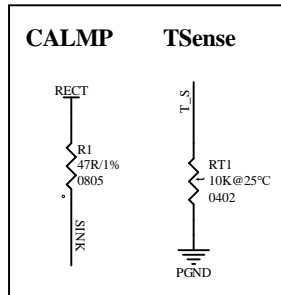 CALMP
TSense
RECT
R1
47R/1%
0805
SINK
T_S
RT1
t
10K@25°C
0402
PGND